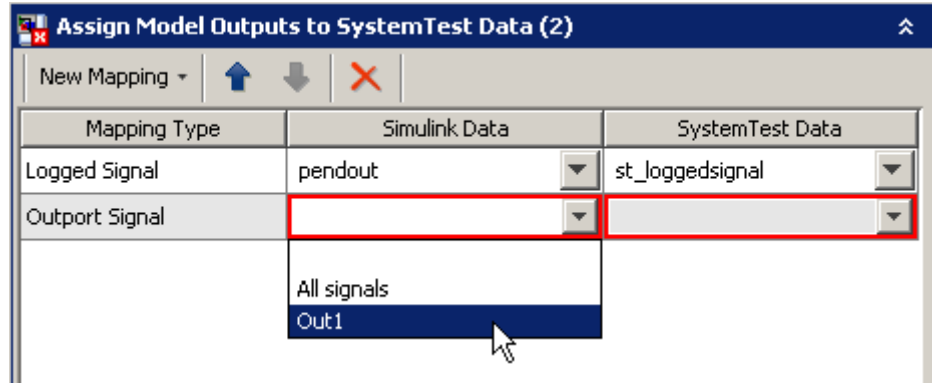 Assign Model Outputs to SystemTest Data (2)
New Mapping
Mapping Type Simulink Data SystemTest Data
Logged Signal pendout st_loggedsignal
Outport Signal
All signals
Out1